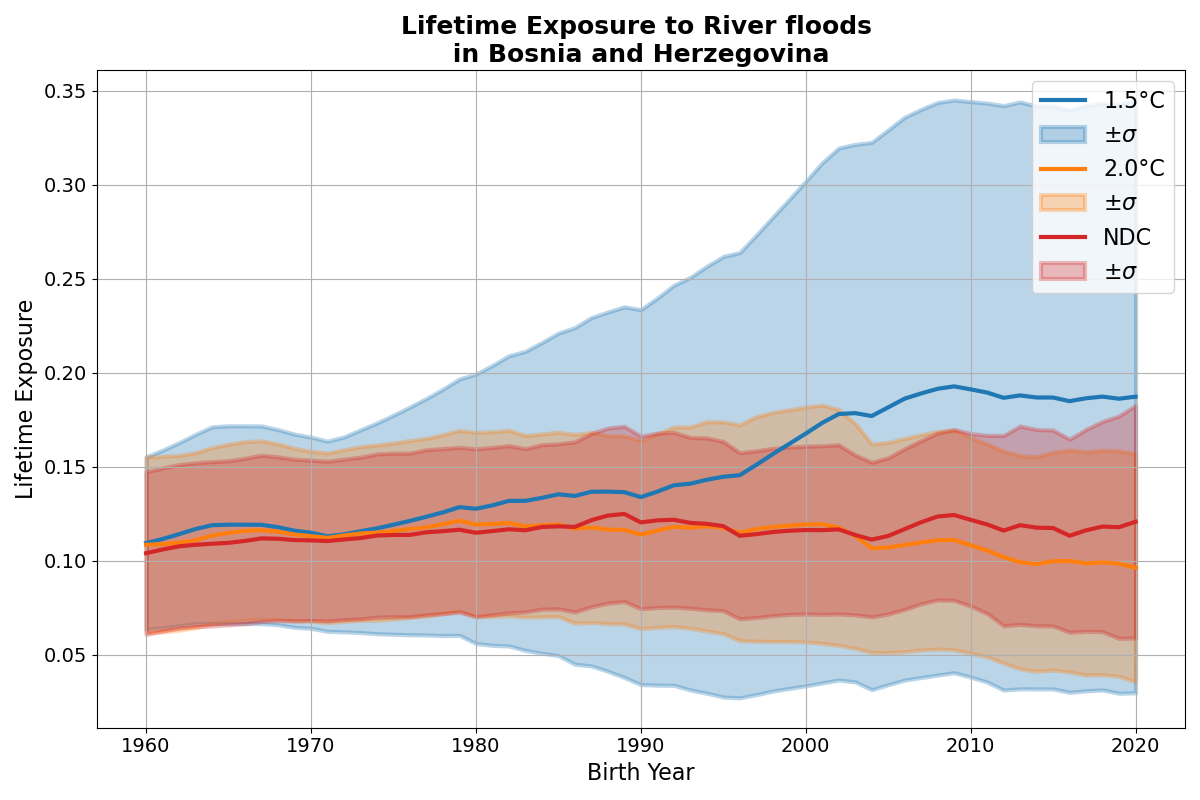 Lifetime Exposure to River floods
in Bosnia and Herzegovina
Lifetime Exposure
0.35
0.30
0.25
0.20
0.15
0.10
0.05
1.5°C
±σ
2.0°C
±σ
NDC
±σ
1960
1970
1980
1990
2000
2010
2020
Birth Year